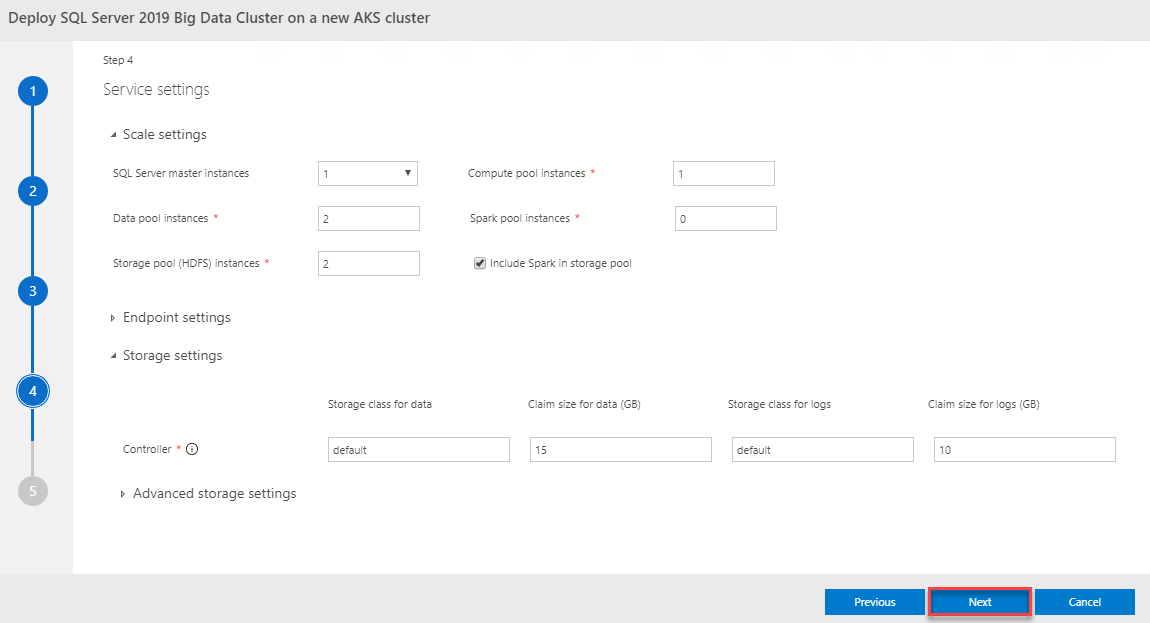 Deploy SQL Server 2019 Big Data Cluster on a new AKS cluster
Step 4
Service settings
1
2
3
4
5
Scale settings
SQL Server master instances 1 Compute pool instances * 1
Data pool instances * 2 Spark pool instances * 0
Storage pool (HDFS) instances * 2 Include Spark in storage pool
Endpoint settings
Storage settings
Storage class for data Claim size for data (GB) Storage class for logs Claim size for logs (GB)
Controller * default 15 default 10
Advanced storage settings
Previous Next Cancel